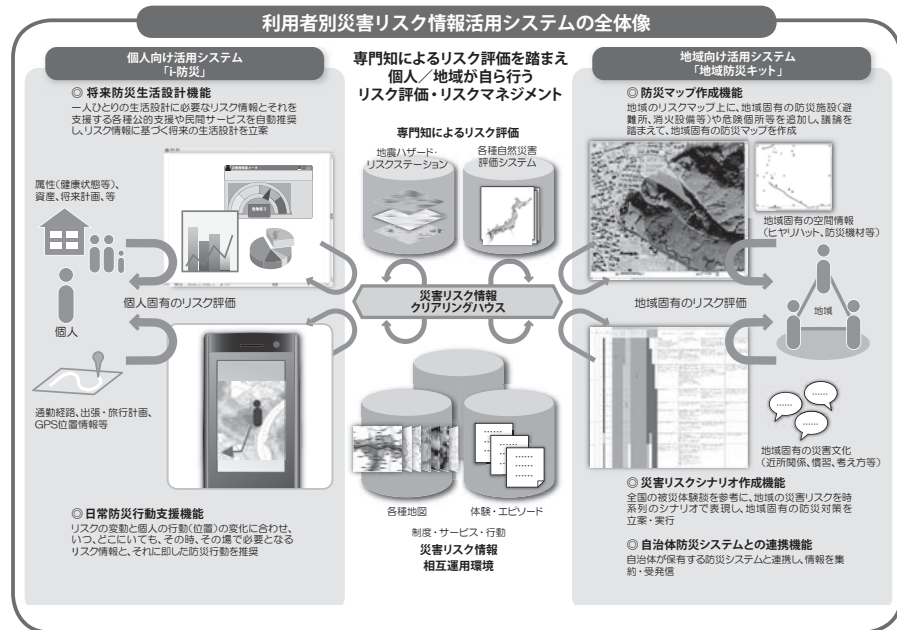 利用者別災害リスク情報活用システムの全体像
個人向け活用システム
「i-防災」
◎ 将来防災生活設計機能
一人ひとりの生活設計に必要なリスク情報とそれを
支援する各種公的支援や民間サービスを自動推奨
し、リスク情報に基づく将来の生活設計を立案
属性(健康状態等)、
資産、将来計画、等
個人固有のリスク評価
個人
通勤経路、出張・旅行計画、
GPS位置情報等
◎ 日常防災行動支援機能
リスクの変動と個人の行動(位置)の変化に合わせ、
いつ、どこにいても、その時、その場で必要となる
リスク情報と、それに即した防災行動を推奨
専門知によるリスク評価を踏まえ
個人／地域が自ら行う
リスク評価・リスクマネジメント
専門知によるリスク評価
地震ハザード・
リスクステーション
各種自然災害
評価システム
災害リスク情報
クリアリングハウス
各種地図
体験・エピソード
制度・サービス・行動
災害リスク情報
相互運用環境
地域向け活用システム
「地域防災キット」
◎ 防災マップ作成機能
地域のリスクマップ上に、地域固有の防災施設(避
難所、消火設備等)や危険個所等を追加し、議論を
踏まえて、地域固有の防災マップを作成
地域固有の空間情報
(ヒヤリハット、防災機材等)
地域固有のリスク評価
地域
地域固有の災害文化
(近所関係、慣習、考え方等)
◎ 災害リスクシナリオ作成機能
全国の被災体験談を参考に、地域の災害リスクを時
系列のシナリオで表現し、地域固有の防災対策を
立案・実行
◎ 自治体防災システムとの連携機能
自治体が保有する防災システムと連携し、情報を集
約・受発信